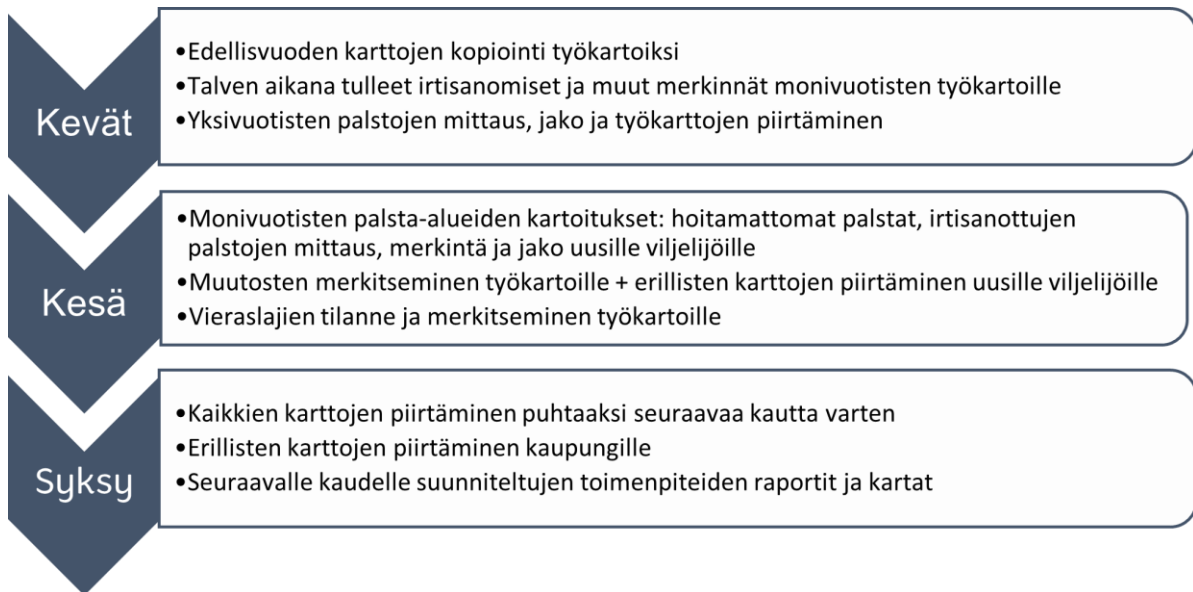 Kevät
•Edellisvuoden karttojen kopiointi työkartoiksi
•Talven aikana tulleet irtisanomiset ja muut merkinnät monivuotisten työkartoille
•Yksivuotisten palstojen mittaus, jako ja työkarttojen piirtäminen
Kesä
•Monivuotisten palsta-alueiden kartoitukset: hoitamattomat palstat, irtisanottujen
palstojen mittaus, merkintä ja jako uusille viljelijöille
•Muutosten merkitseminen työkartoille + erillisten karttojen piirtäminen uusille viljelijöille
•Vieraslajien tilanne ja merkitseminen työkartoille
Syksy
•Kaikkien karttojen piirtäminen puhtaaksi seuraavaa kautta varten
•Erillisten karttojen piirtäminen kaupungille
•Seuraavalle kaudelle suunniteltujen toimenpiteiden raportit ja kartat